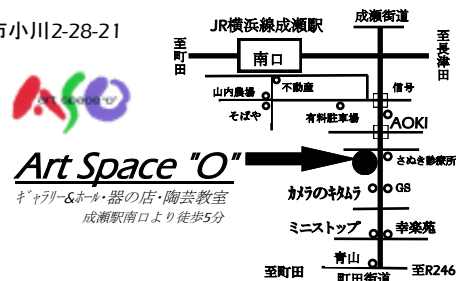 市小川2-28-21
art space "o"
Art Space "O"
ｷﾞｬﾗﾘｰ&ﾎｰﾙ・器の店・陶芸教室
成瀬駅南口より徒歩5分
成瀬街道
JR横浜線成瀬駅
至町田
南口
至長津田
不動産
山内農場
信号
そばや
有料駐車場
AOKI
さぬき診療所
カメラのキタムラ
GS
ミニストップ
幸楽苑
青山
至町田
町田街道
至R246